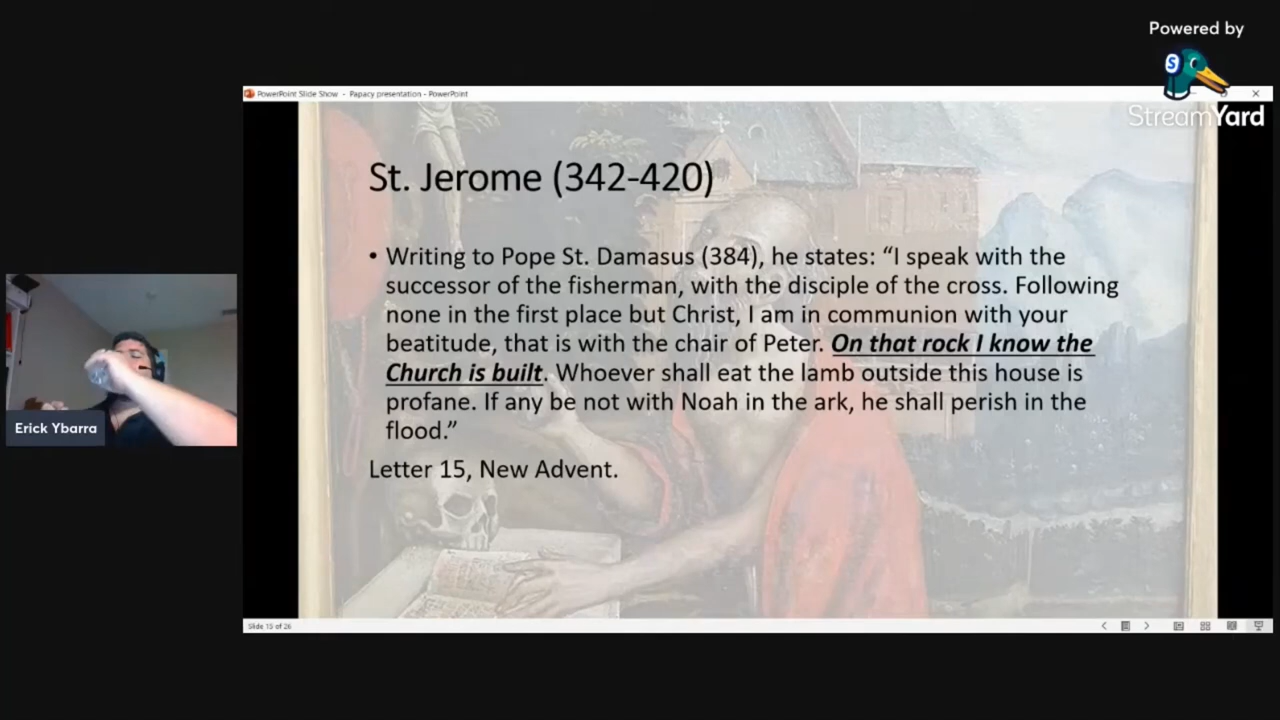 Powered by
S
StreamYard
PowerPoint Slide Show - Papacy presentation - PowerPoint
St. Jerome (342-420)
• Writing to Pope St. Damasus (384), he states: “I speak with the
successor of the fisherman, with the disciple of the cross. Following
none in the first place but Christ, I am in communion with your
beatitude, that is with the chair of Peter. On that rock I know the
Church is built. Whoever shall eat the lamb outside this house is
profane. If any be not with Noah in the ark, he shall perish in the
flood.”
Letter 15, New Advent.
Erick Ybarra
Slide 15 of 26